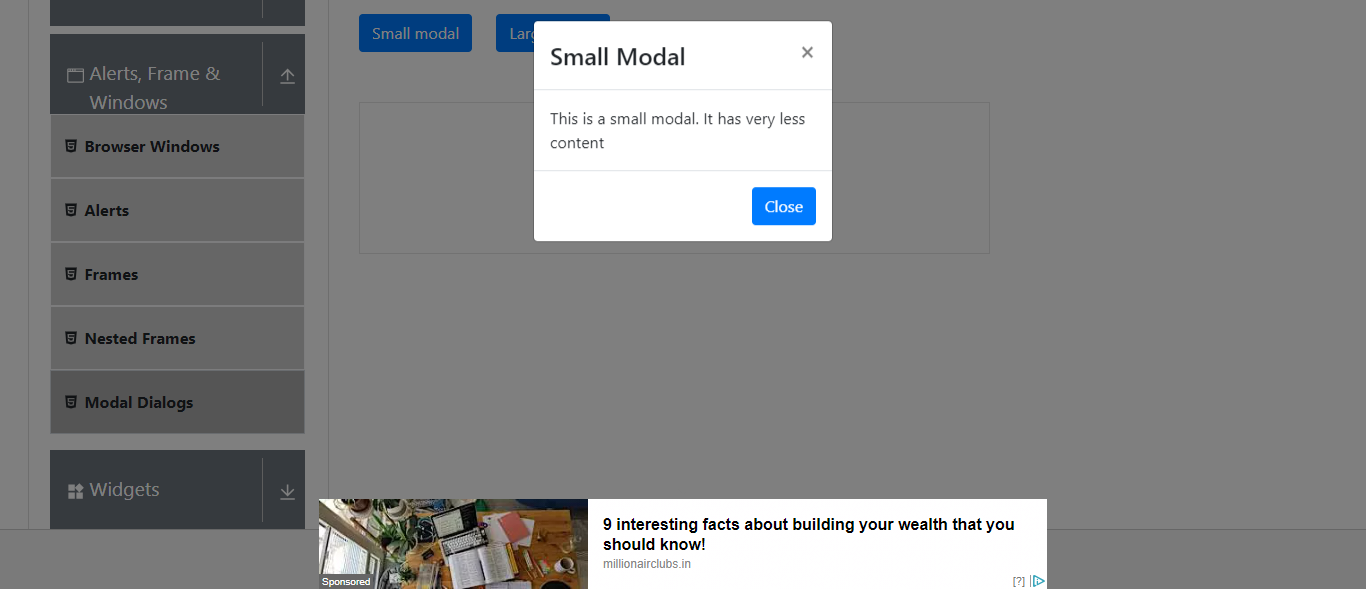 Small modal
Alerts, Frame &
Windows
Browser Windows
Alerts
Frames
Nested Frames
Modal Dialogs
Widgets
Small Modal
×
This is a small modal. It has very less
content
Close
9 interesting facts about building your wealth that you
should know!
millionairclubs.in
Sponsored
[?]